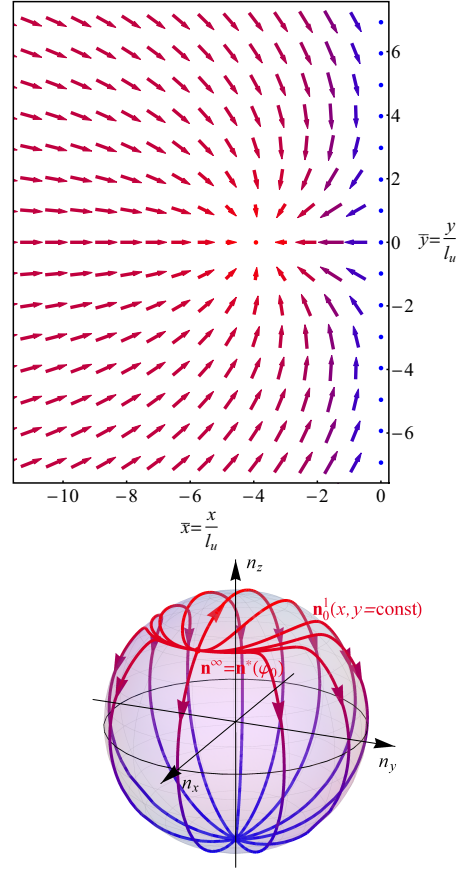 6
4
2
0
−2
−4
−6
y̅=y/l_u
−10 −8 −6 −4 −2 0
x̅=x/l_u
n_z
n_0^1(x, y=const)
n^∞=n^*(φ_0)
n_x
n_y